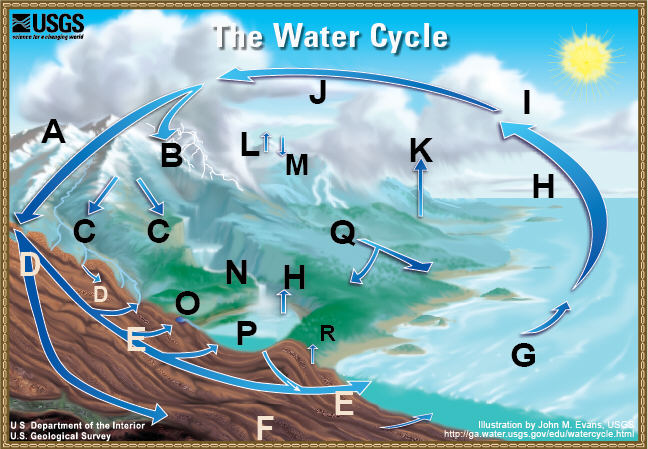 USGS
science for a changing world
The Water Cycle
J
I
A
B
L
M
K
H
C
C
Q
D
D
N
H
O
E
P
R
G
E
F
U.S. Department of the Interior
U.S. Geological Survey
Illustration by John M. Evans, USGS
http://ga.water.usgs.gov/edu/watercycle.html